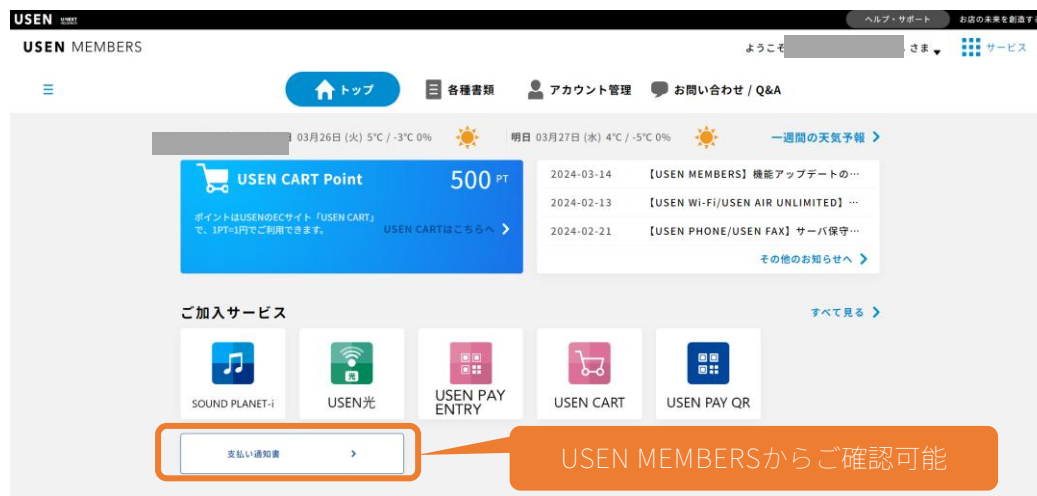 USEN U-NEXT HOLDINGS
ヘルプ・サポート
お店の未来を創造す
USEN MEMBERS
ようこそ
さま
サービス
トップ
各種書類
アカウント管理
お問い合わせ / Q&A
03月26日 (火) 5℃ / -3℃ 0%
明日 03月27日 (水) 4℃ / -5℃ 0%
一週間の天気予報
USEN CART Point
500 PT
ポイントはUSENのECサイト「USEN CART」
で、1PT=1円でご利用できます。
USEN CARTはこちらへ
2024-03-14 【USEN MEMBERS】機能アップデートの…
2024-02-13 【USEN Wi-Fi/USEN AIR UNLIMITED】…
2024-02-21 【USEN PHONE/USEN FAX】サーバ保守…
その他のお知らせへ
ご加入サービス
すべて見る
光
SOUND PLANET-i
USEN光
USEN PAY
ENTRY
USEN CART
USEN PAY QR
支払い通知書
USEN MEMBERSからご確認可能